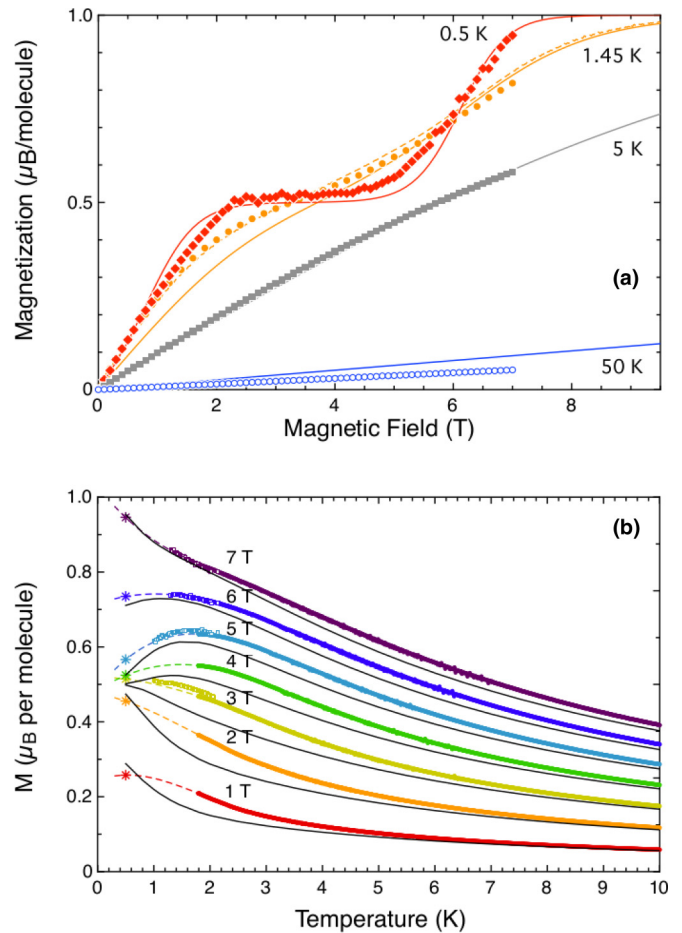 1.0
0.5 K
1.45 K
Magnetization (μB/molecule)
0.5
5 K
(a)
50 K
0
0 2 4 6 8
Magnetic Field (T)
1.0
(b)
7 T
0.8
6 T
5 T
0.6
4 T
M (μB per molecule)
3 T
0.4
2 T
0.2
1 T
0
0 1 2 3 4 5 6 7 8 9 10
Temperature (K)